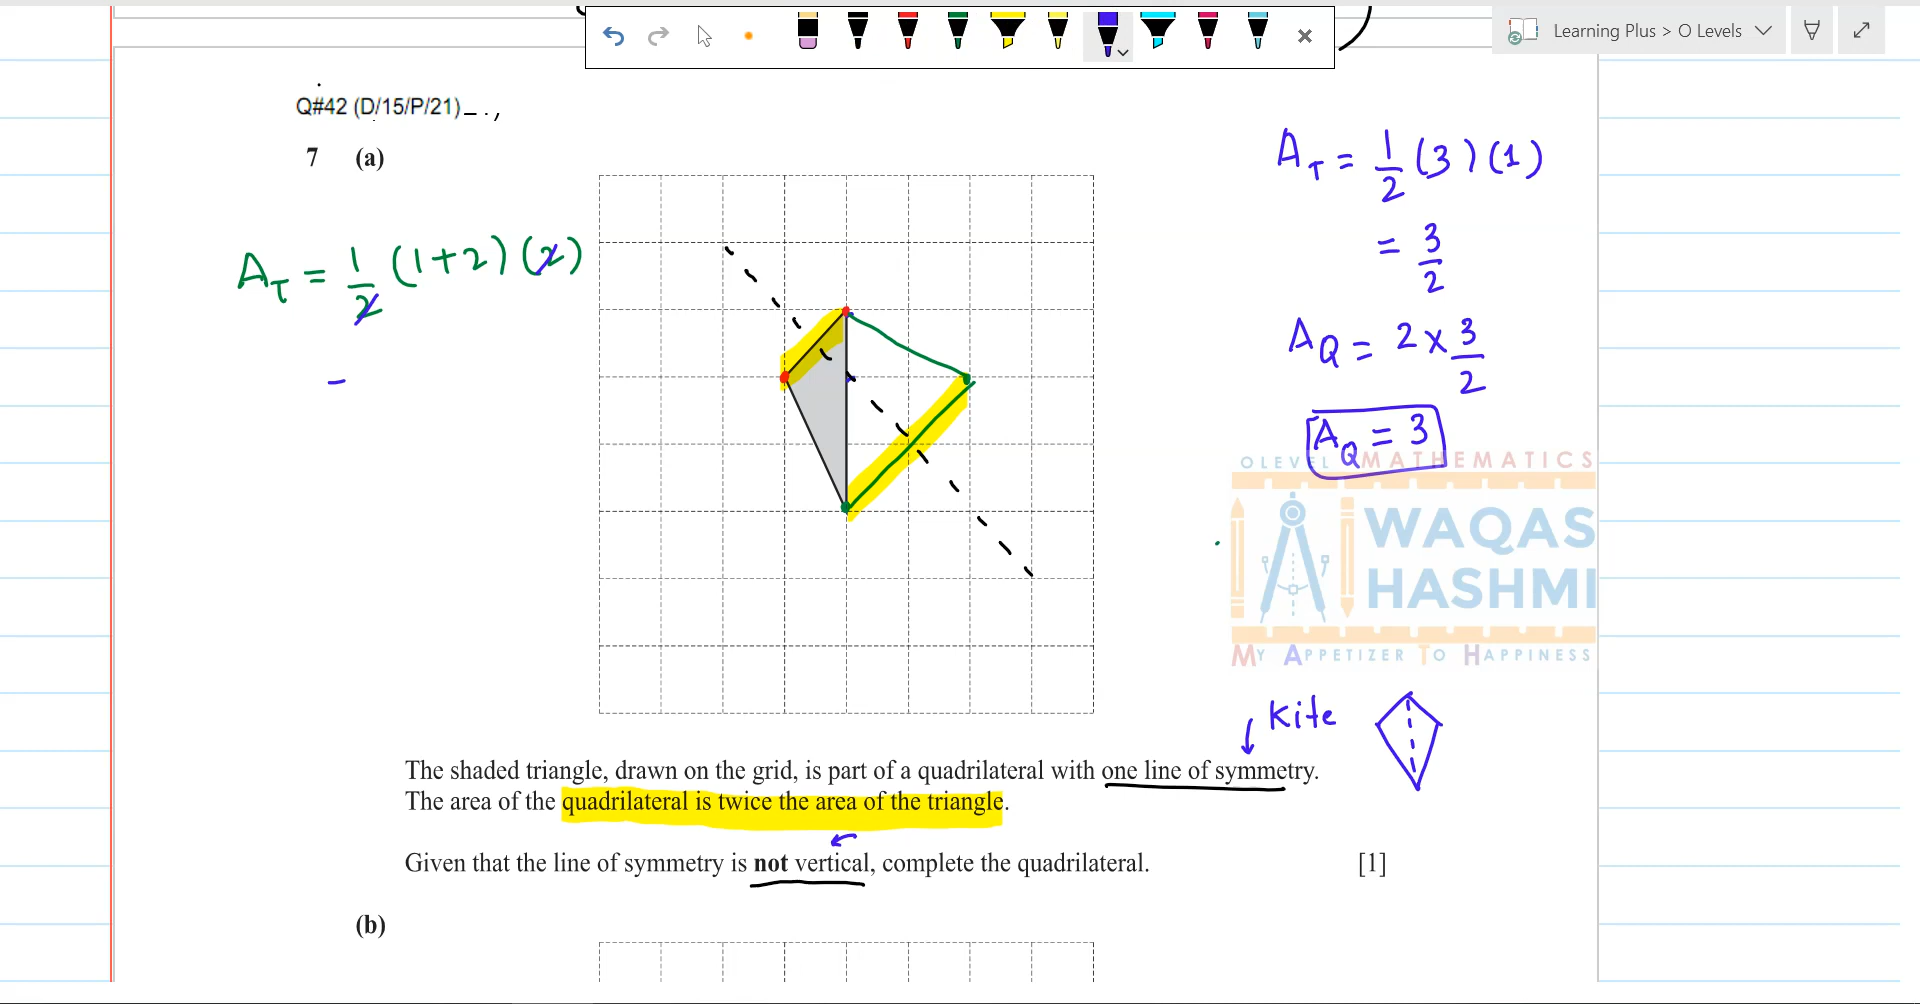 Learning Plus > O Levels
Q#42 (D/15/P/21)
7 (a)
A_T = 1/2 (3) (1)
= 3/2
A_T = 1/2 (1+2) (2)
A_Q = 2 x 3/2
A_Q = 3
OLEVEL MATHEMATICS
WAQAS
HASHMI
MY APPETIZER TO HAPPINESS
Kite
The shaded triangle, drawn on the grid, is part of a quadrilateral with one line of symmetry.
The area of the quadrilateral is twice the area of the triangle.
Given that the line of symmetry is not vertical, complete the quadrilateral. [1]
(b)